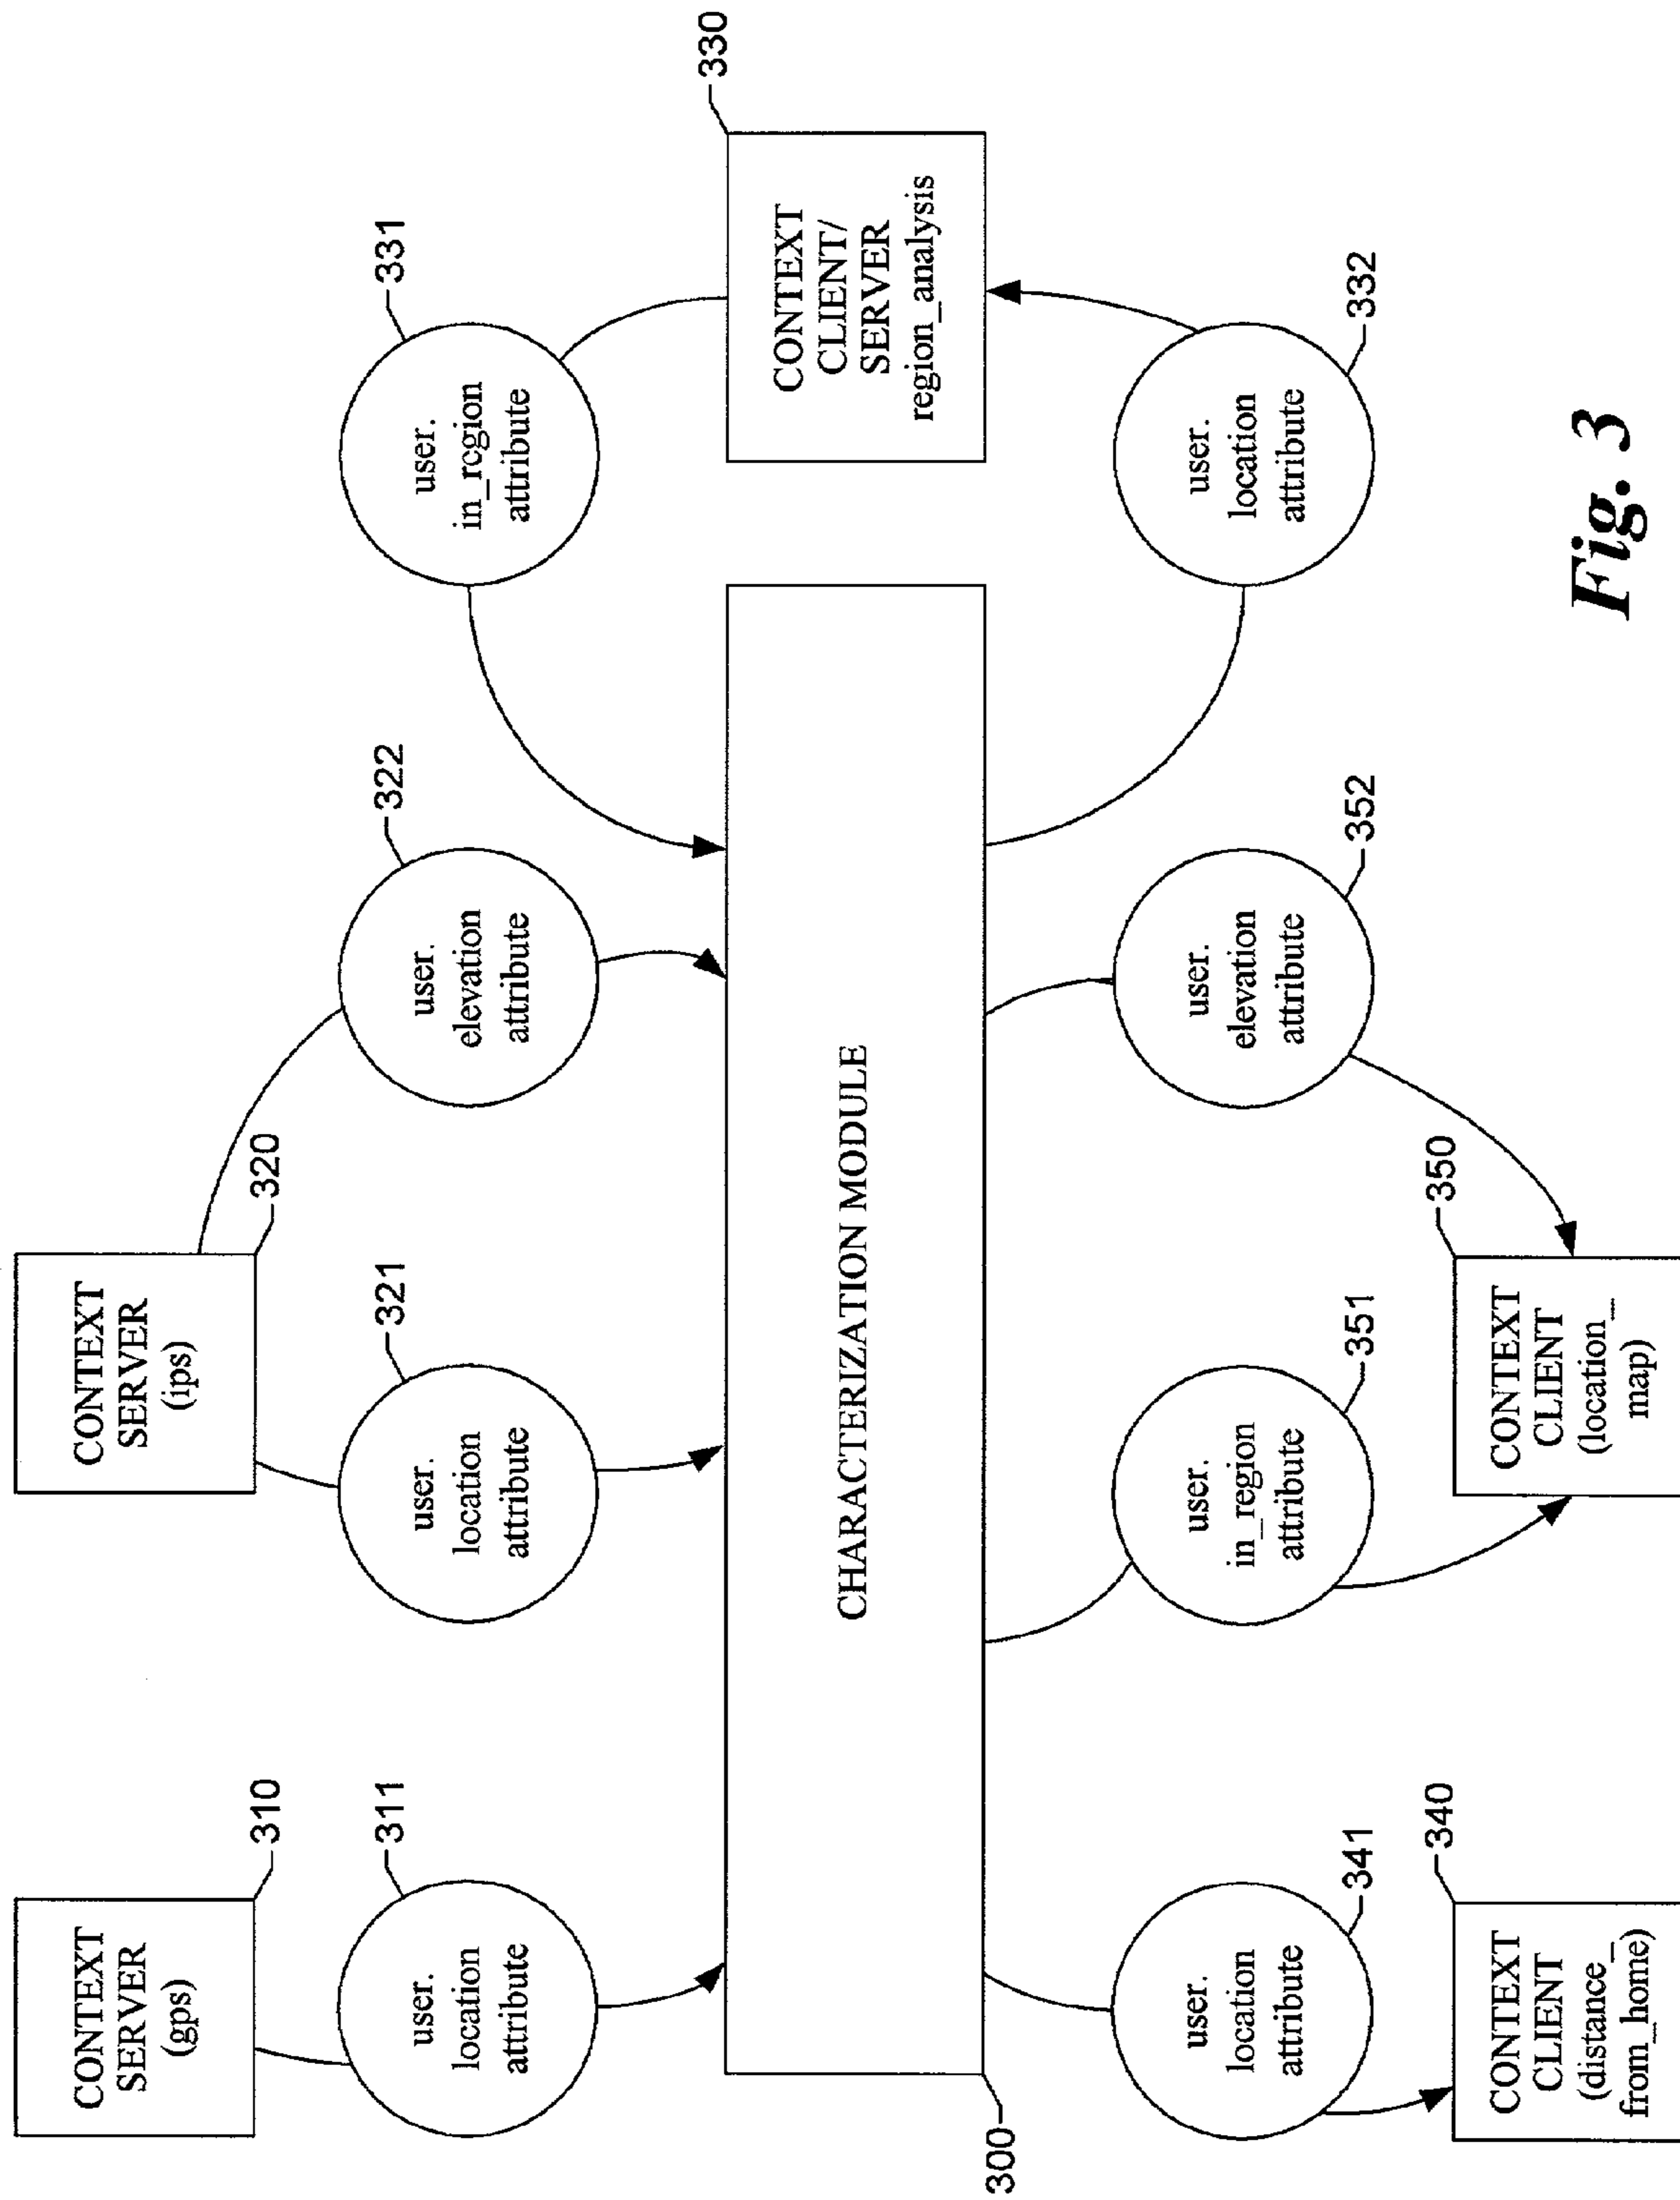 CONTEXT
SERVER
(gps)
310
CONTEXT
SERVER
(ips)
320
user.
location
attribute
311
user.
location
attribute
321
user.
elevation
attribute
322
user.
in_region
attribute
331
CHARACTERIZATION MODULE
300
CONTEXT
CLIENT/
SERVER
region_analysis
330
user.
location
attribute
341
user.
in_region
attribute
351
user.
elevation
attribute
352
user.
location
attribute
332
CONTEXT
CLIENT
(distance_
from_home)
340
CONTEXT
CLIENT
(location_
map)
350
Fig. 3